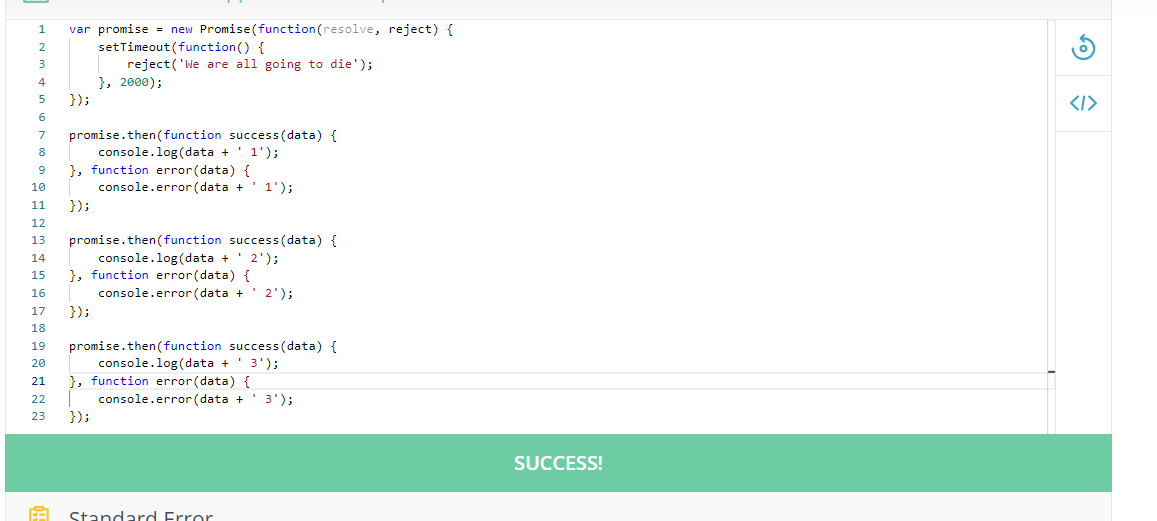 1 var promise = new Promise(function(resolve, reject) {
2 setTimeout(function() {
3 reject('We are all going to die');
4 }, 2000);
5 });
6
7 promise.then(function success(data) {
8 console.log(data + ' 1');
9 }, function error(data) {
10 console.error(data + ' 1');
11 });
12
13 promise.then(function success(data) {
14 console.log(data + ' 2');
15 }, function error(data) {
16 console.error(data + ' 2');
17 });
18
19 promise.then(function success(data) {
20 console.log(data + ' 3');
21 }, function error(data) {
22 console.error(data + ' 3');
23 });
SUCCESS!
Standard Error